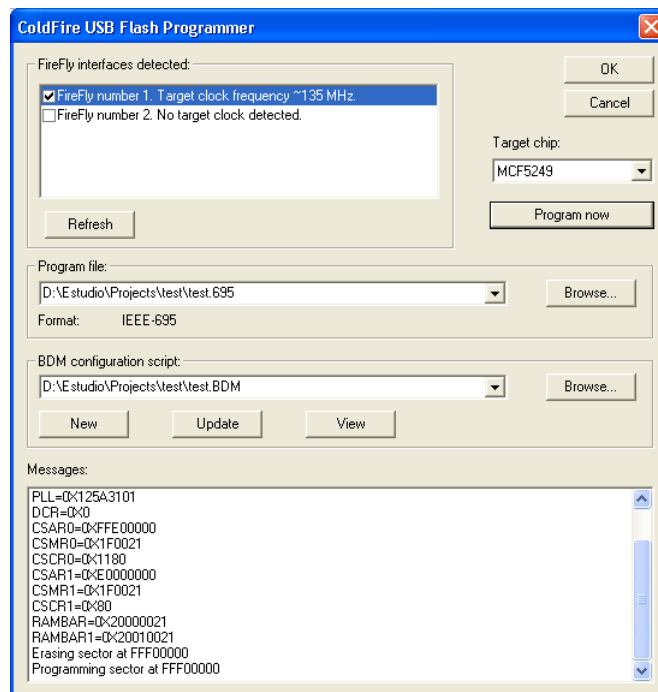 ColdFire USB Flash Programmer
FireFly interfaces detected:
FireFly number 1. Target clock frequency ~135 MHz.
FireFly number 2. No target clock detected.
Refresh
OK
Cancel
Target chip:
MCF5249
Program now
Program file:
D:\Estudio\Projects\test\test.695
Browse...
Format: IEEE-695
BDM configuration script:
D:\Estudio\Projects\test\test.BDM
Browse...
New Update View
Messages:
PLL=0X125A3101
DCR=0X0
CSAR0=0XFFE00000
CSMR0=0X1F0021
CSCR0=0X1180
CSAR1=0XE0000000
CSMR1=0X1F0021
CSCR1=0X80
RAMBAR=0X20000021
RAMBAR1=0X20010021
Erasing sector at FFF00000
Programming sector at FFF00000